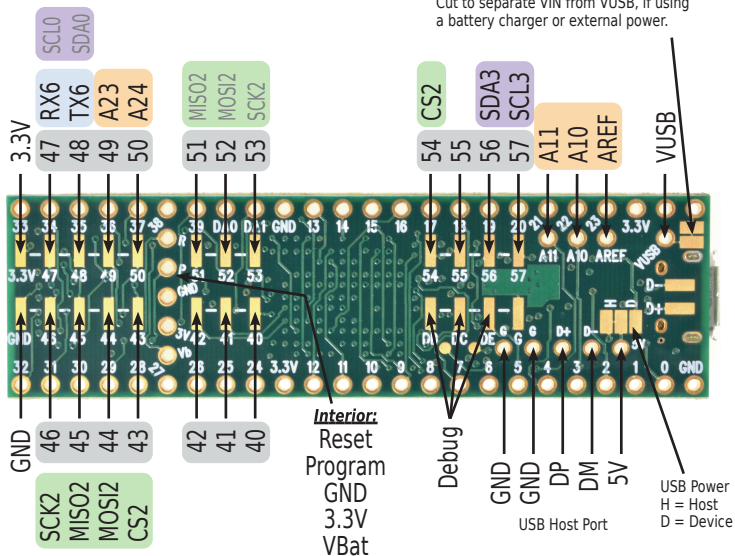 Cut to separate VIN from VUSB, if using
a battery charger or external power.
SCL0
SDA0
RX6
TX6
A23
A24
MISO2
MOSI2
SCK2
CS2
SDA3
SCL3
3.3V
47
48
49
50
51
52
53
54
55
56
57
A11
A10
AREF
VUSB
33 34 35 36 37 38 39 DA0 DA1 GND 13 14 15 16 17 18 19 20 21 22 23 3.3V
R
P
GND
3V
Vb
3.3V 47 48 49 50 51 52 53 54 55 56 57 A11 A10 AREF VUSB
D-
D+
H
D
GND 46 45 44 43 42 41 40 DD DC DE G G G D+ D- 5V
32 31 30 29 28 27 26 25 24 3.3V 12 11 10 9 8 7 6 5 4 3 2 1 0 GND
GND
46
45
44
43
42
41
40
SCK2
MISO2
MOSI2
CS2
Interior:
Reset
Program
GND
3.3V
VBat
Debug
GND
GND
DP
DM
5V
USB Host Port
USB Power
H = Host
D = Device